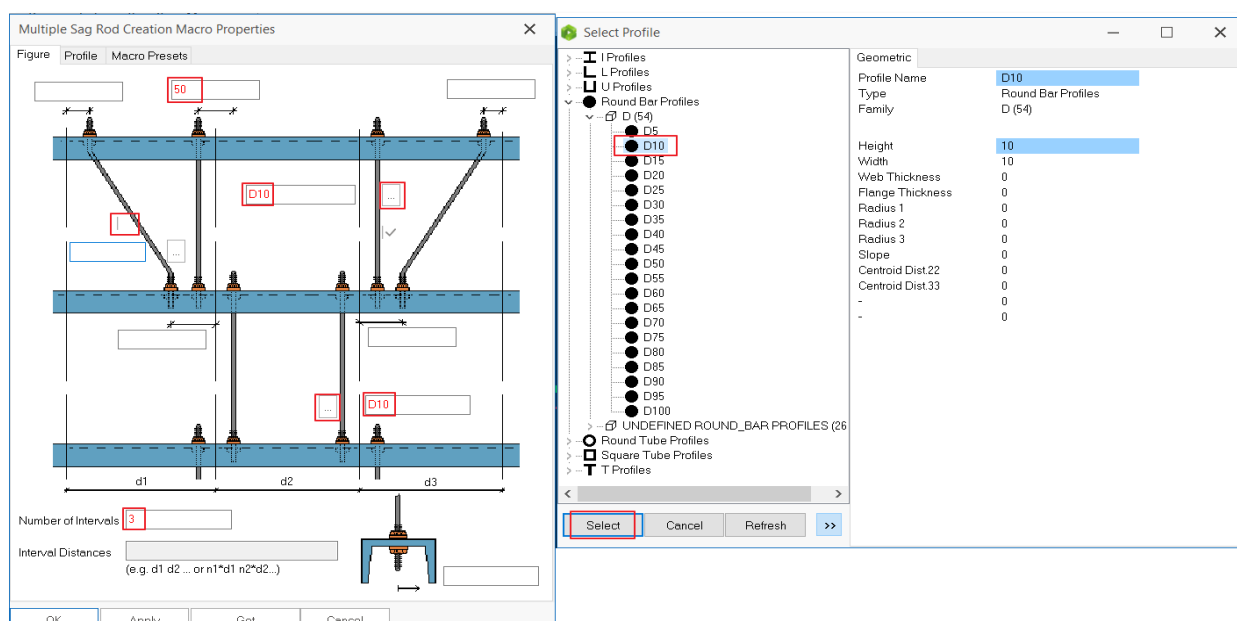 Multiple Sag Rod Creation Macro Properties
Figure Profile Macro Presets
50
D10
...
...
... D10
d1 d2 d3
Number of Intervals 3
Interval Distances
(e.g. d1 d2 ... or n1*d1 n2*d2...)
OK Apply Get Cancel
Select Profile
I Profiles
L Profiles
U Profiles
Round Bar Profiles
D (54)
D5
D10
D15
D20
D25
D30
D35
D40
D45
D50
D55
D60
D65
D70
D75
D80
D85
D90
D95
D100
UNDEFINED ROUND_BAR PROFILES (26
Round Tube Profiles
Square Tube Profiles
T Profiles
Select Cancel Refresh >>
Geometric
Profile Name D10
Type Round Bar Profiles
Family D (54)
Height 10
Width 10
Web Thickness 0
Flange Thickness 0
Radius 1 0
Radius 2 0
Radius 3 0
Slope 0
Centroid Dist.22 0
Centroid Dist.33 0
- 0
- 0